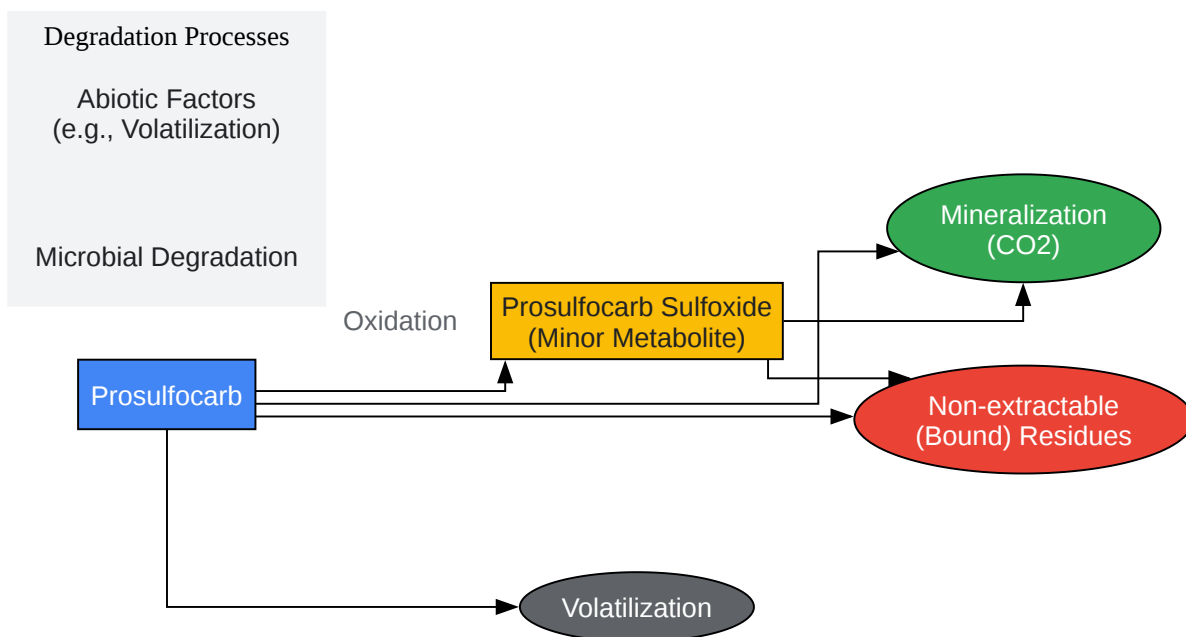 Degradation Processes
Abiotic Factors
(e.g., Volatilization)
Microbial Degradation
Mineralization
(CO2)
Oxidation
Prosulfocarb Sulfoxide
(Minor Metabolite)
Prosulfocarb
Non-extractable
(Bound) Residues
Volatilization